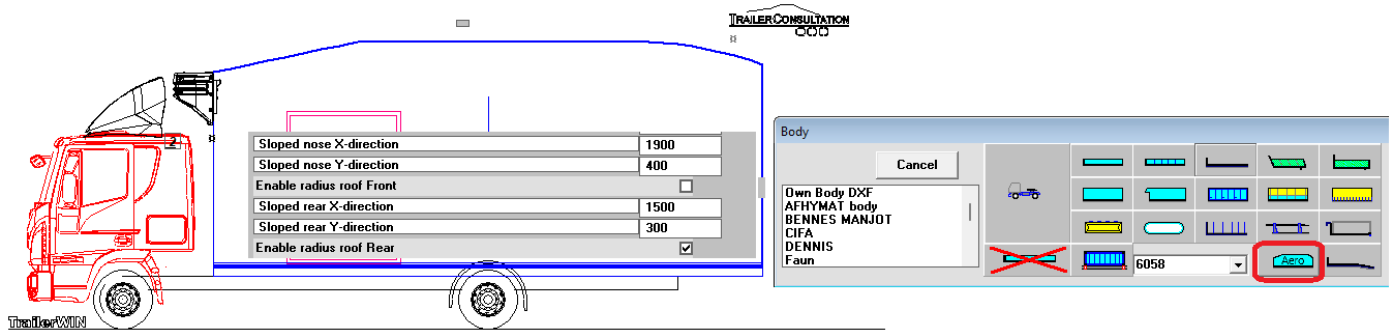 TRAILERCONSULTATION
2
Sloped nose X-direction 1900
Sloped nose Y-direction 400
Enable radius roof Front
Sloped rear X-direction 1500
Sloped rear Y-direction 300
Enable radius roof Rear
TrailerWIN
Body
Cancel
Own Body DXF
AFHYMAT body
BENNES MANJOT
CIFA
DENNIS
Faun
6058
Aero